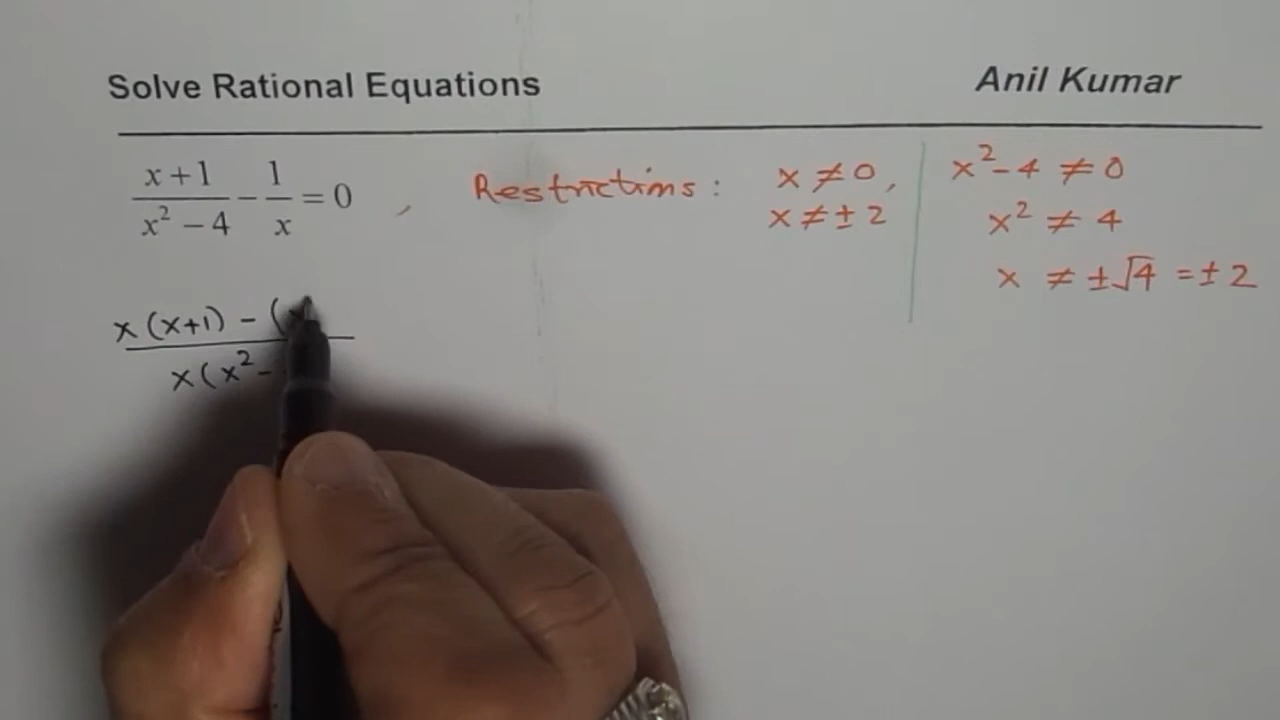 Solve Rational Equations
Anil Kumar
(x+1)/(x² − 4) − 1/x = 0 ,
Restrictions :
x ≠ 0,
x ≠ ± 2
x² − 4 ≠ 0
x² ≠ 4
x ≠ ±√4 = ± 2
x (x+1) − (x
x (x² −